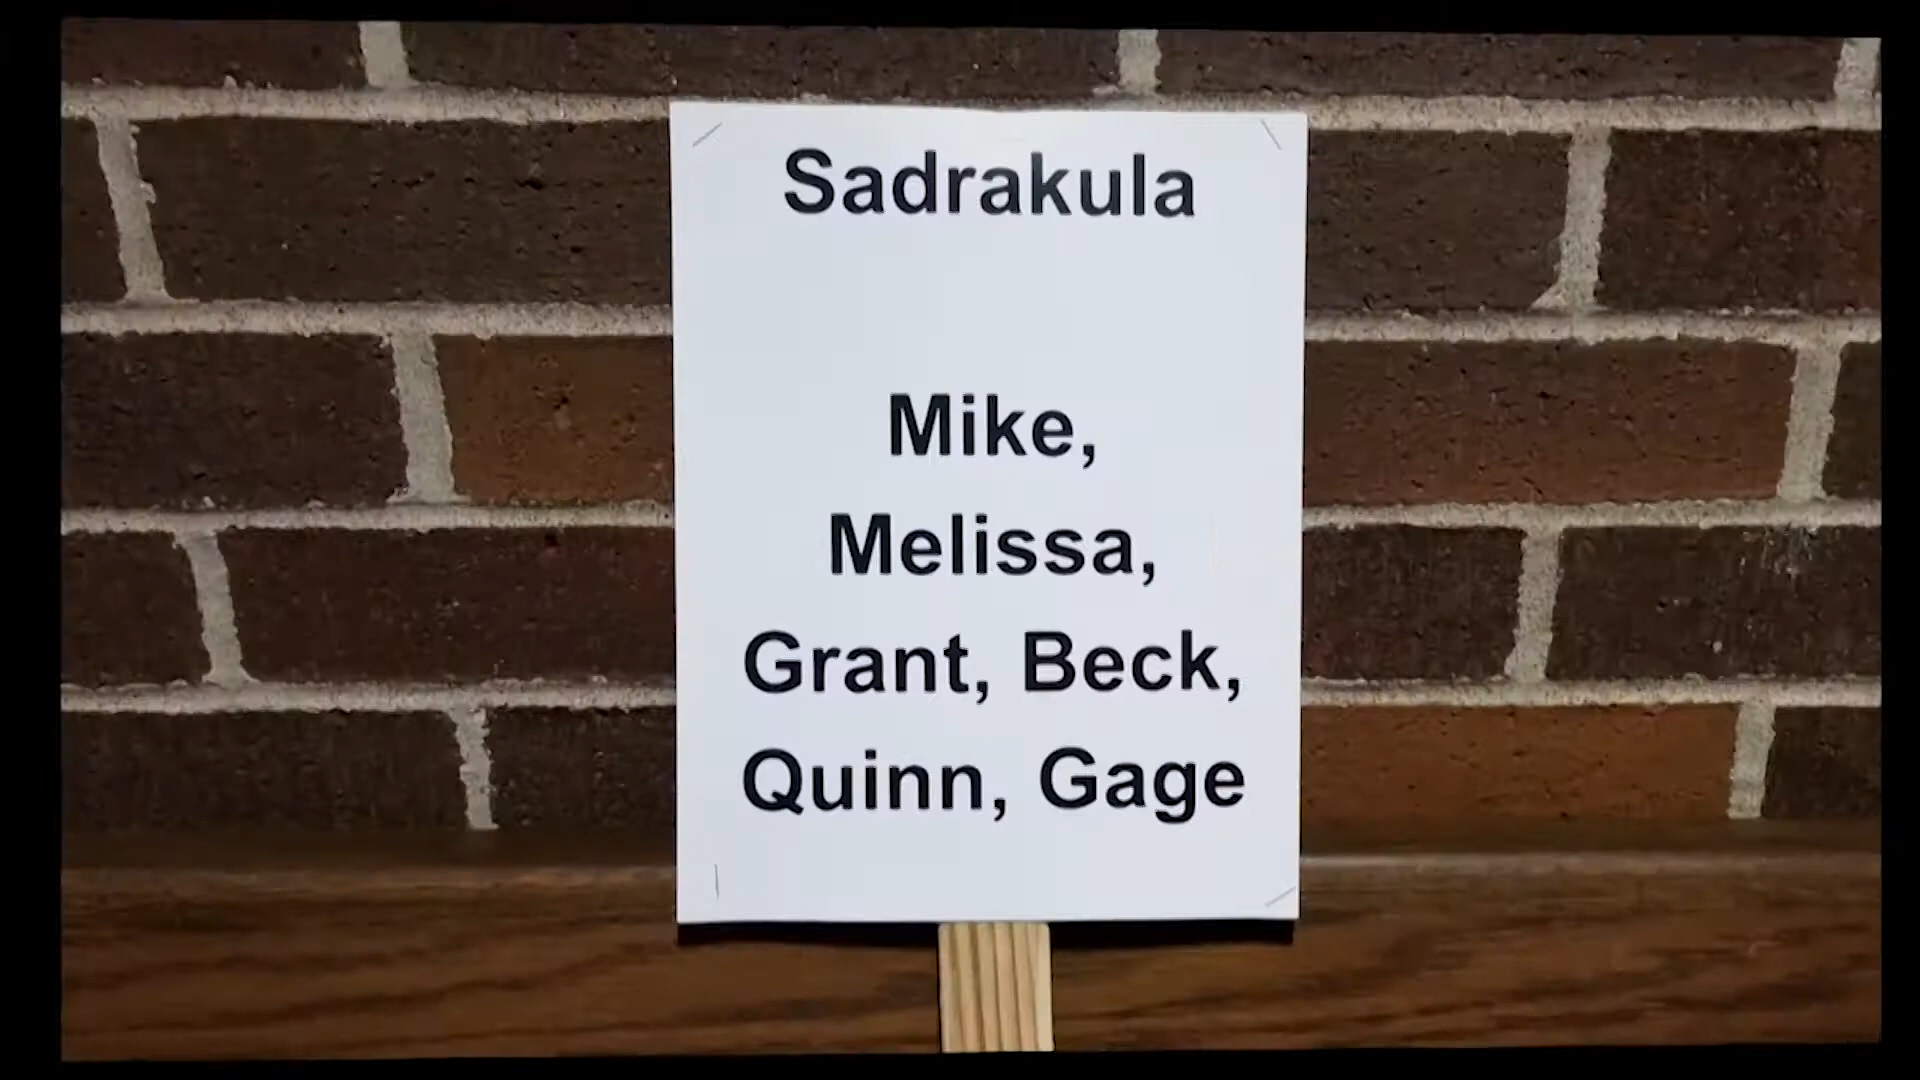 Sadrakula
Mike,
Melissa,
Grant, Beck,
Quinn, Gage